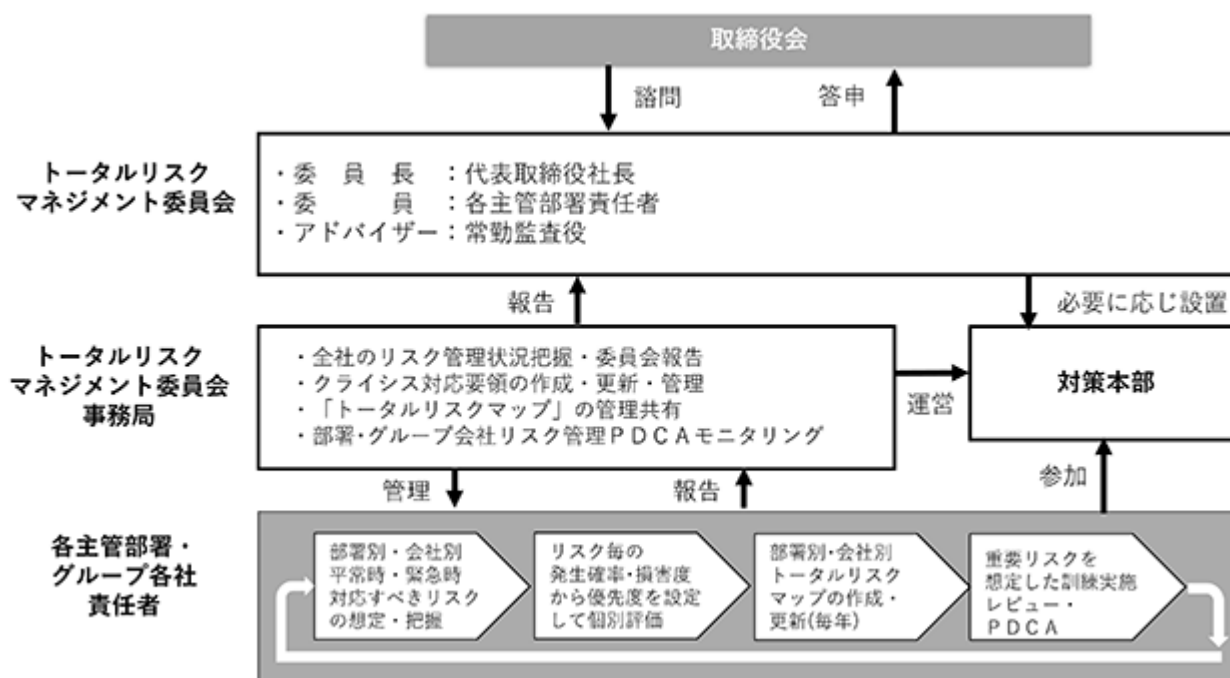 取締役会
諮問
答申
トータルリスク
マネジメント委員会
・委　員　長　：代表取締役社長
・委　　　員　：各主管部署責任者
・アドバイザー：常勤監査役
報告
必要に応じ設置
トータルリスク
マネジメント委員会
事務局
・全社のリスク管理状況把握・委員会報告
・クライシス対応要領の作成・更新・管理
・「トータルリスクマップ」の管理共有
・部署・グループ会社リスク管理ＰＤＣＡモニタリング
運営
対策本部
管理
報告
参加
各主管部署・
グループ各社
責任者
部署別・会社別
平常時・緊急時
対応すべきリスク
の想定・把握
リスク毎の
発生確率・損害度
から優先度を設定
して個別評価
部署別・会社別
トータルリスク
マップの作成・
更新(毎年)
重要リスクを
想定した訓練実施
レビュー・
ＰＤＣＡ